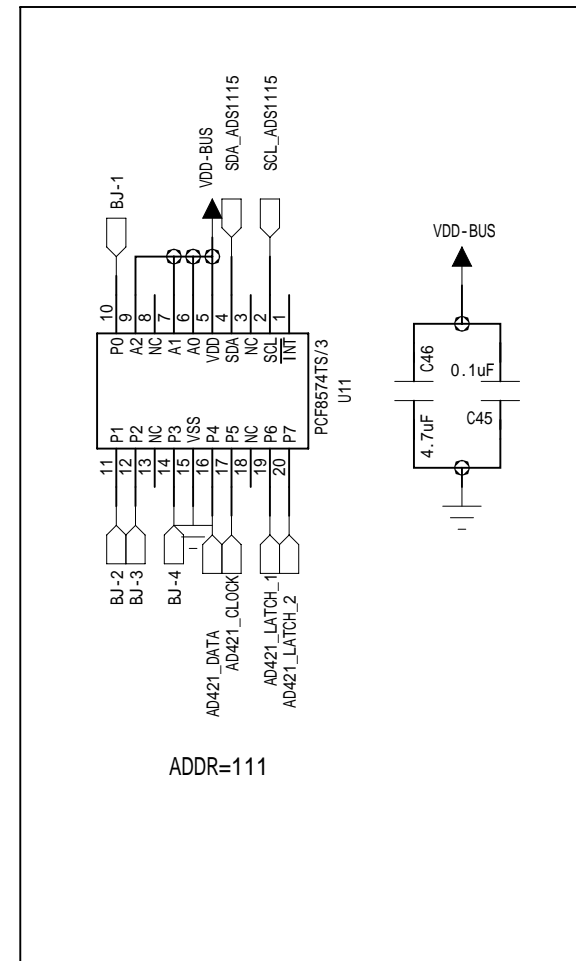 BJ-1
VDD-BUS
SDA_ADS1115
SCL_ADS1115
10
9
8
7
6
5
4
3
2
1
P0
A2
NC
A1
A0
VDD
SDA
NC
SCL
INT
PCF8574TS/3
U11
P1
P2
NC
P3
VSS
P4
P5
NC
P6
P7
11
12
13
14
15
16
17
18
19
20
BJ-2
BJ-3
BJ-4
AD421_DATA
AD421_CLOCK
AD421_LATCH_1
AD421_LATCH_2
ADDR=111
VDD-BUS
C46
0.1uF
4.7uF
C45